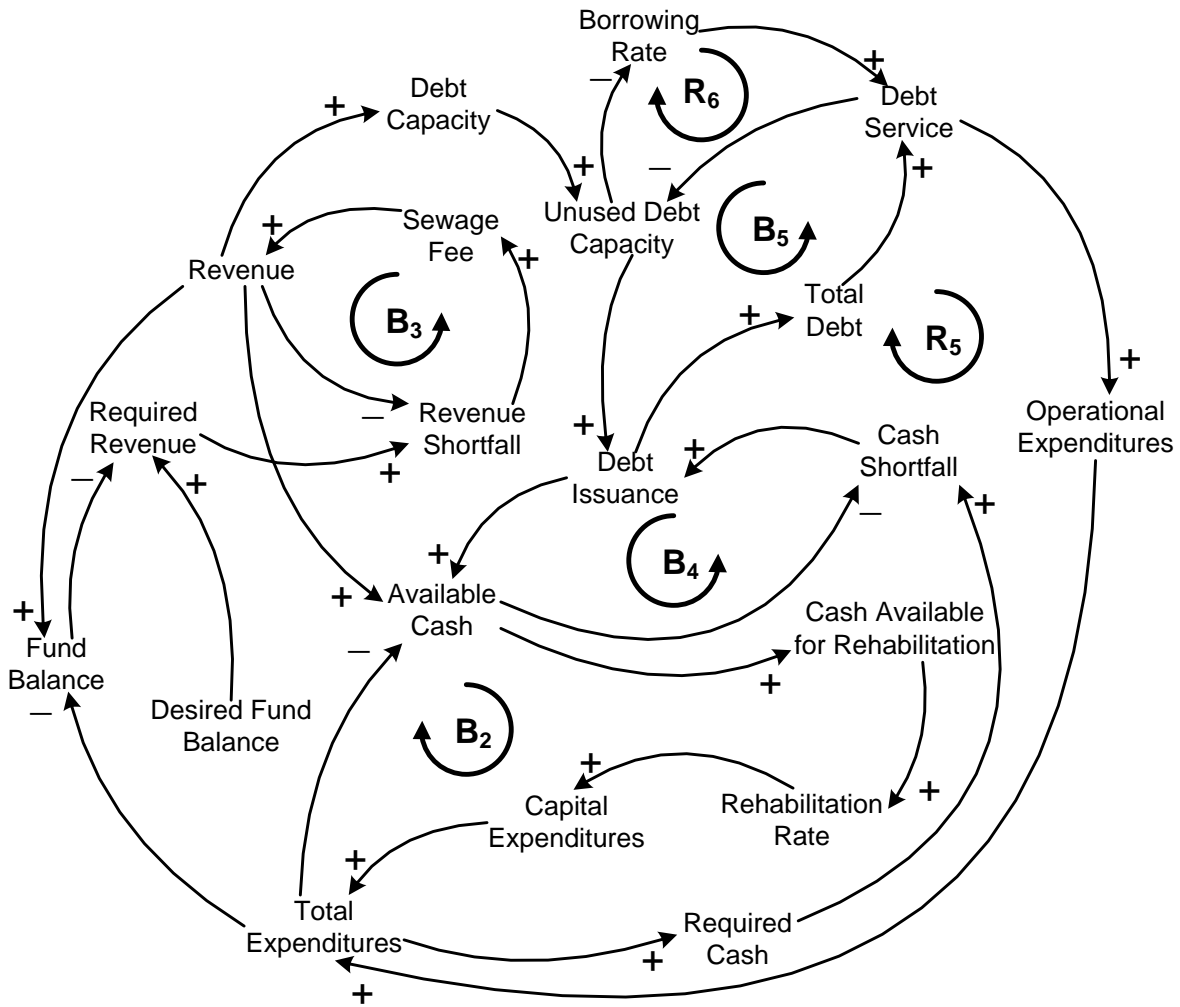 Borrowing
Rate
+
–
R6
Debt
Service
Debt
Capacity
+
+
–
+
Unused Debt
Capacity
B5
Sewage
Fee
+
+
Revenue
B3
Total
Debt
+
R5
+
Required
Revenue
–
Revenue
Shortfall
+
Operational
Expenditures
Cash
Shortfall
+
Debt
Issuance
–
+
+
–
+
B4
+
Available
Cash
+
Cash Available
for Rehabilitation
+
+
Fund
Balance
–
–
Desired Fund
Balance
B2
+
Capital
Expenditures
Rehabilitation
Rate
+
+
Total
Expenditures
Required
Cash
+
+